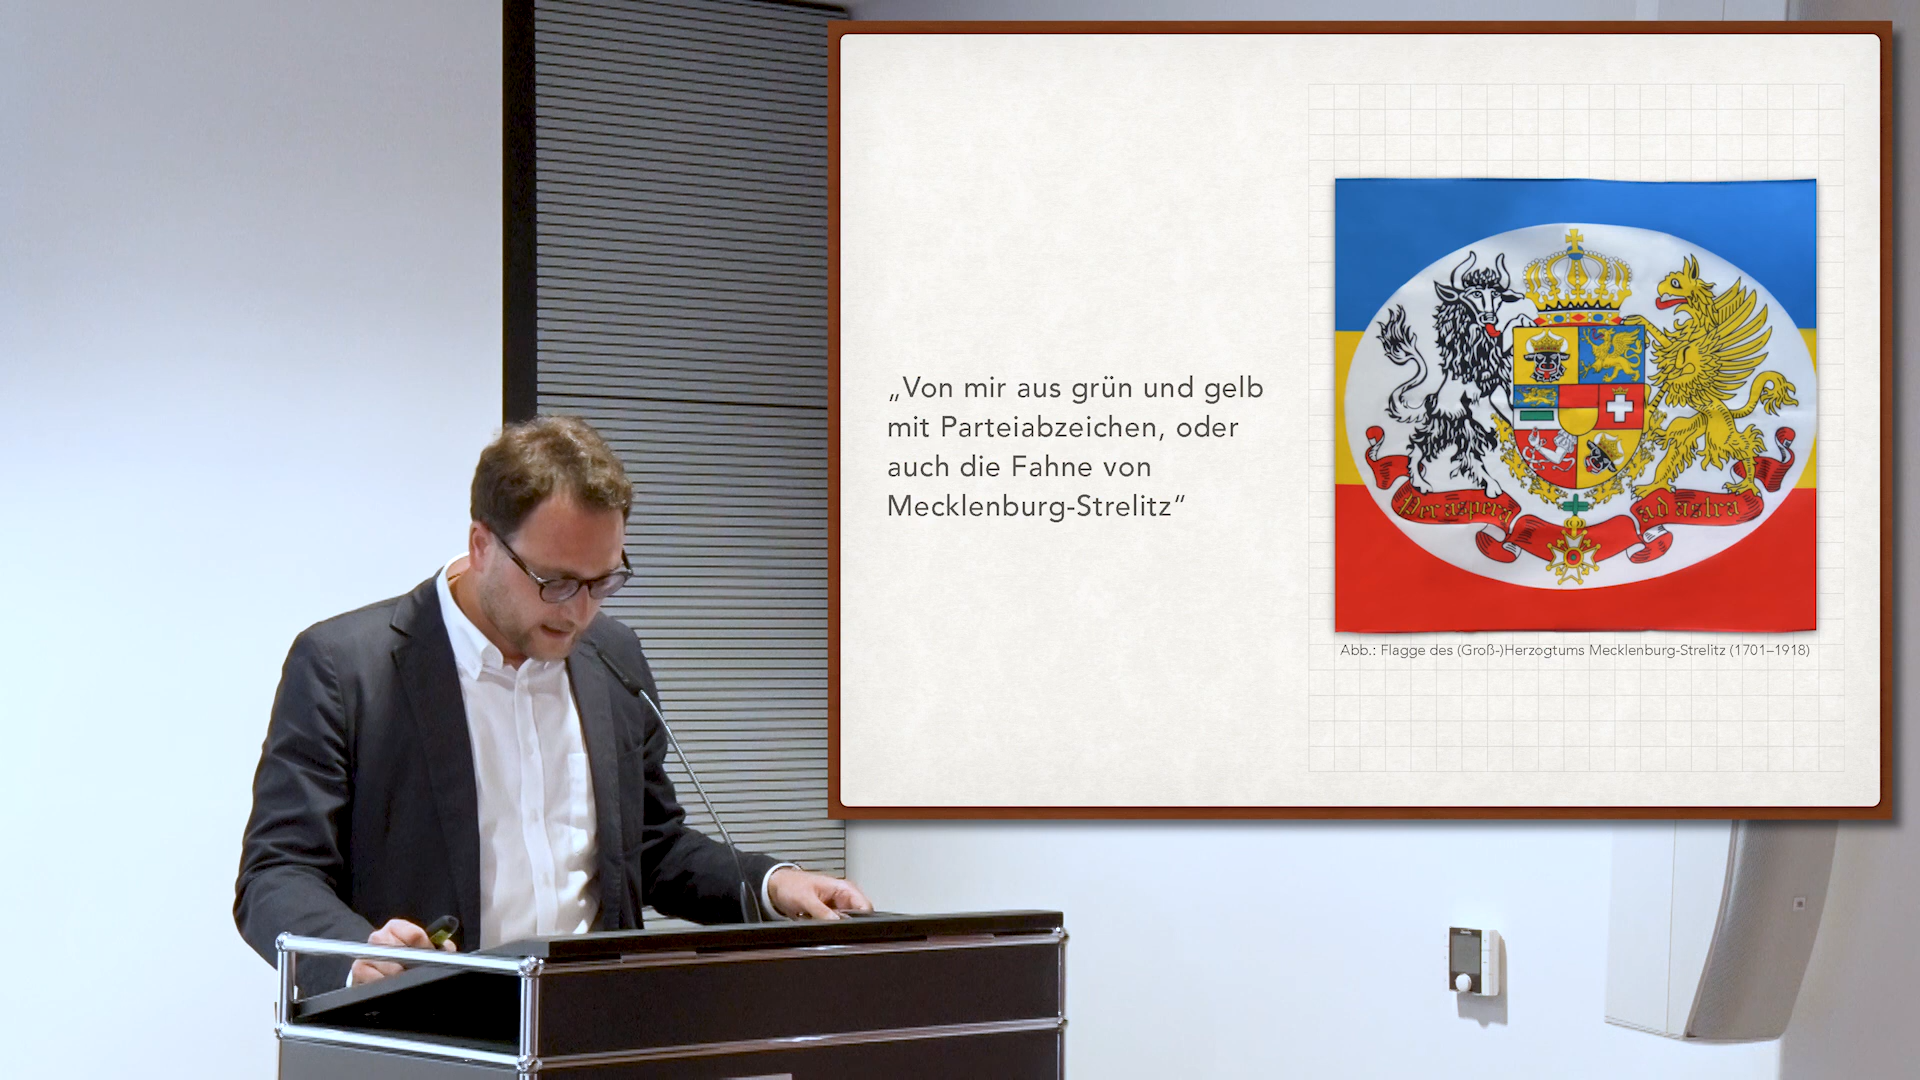 „Von mir aus grün und gelb
mit Parteiabzeichen, oder
auch die Fahne von
Mecklenburg-Strelitz“
Per aspera ad astra
Abb.: Flagge des (Groß-)Herzogtums Mecklenburg-Strelitz (1701–1918)